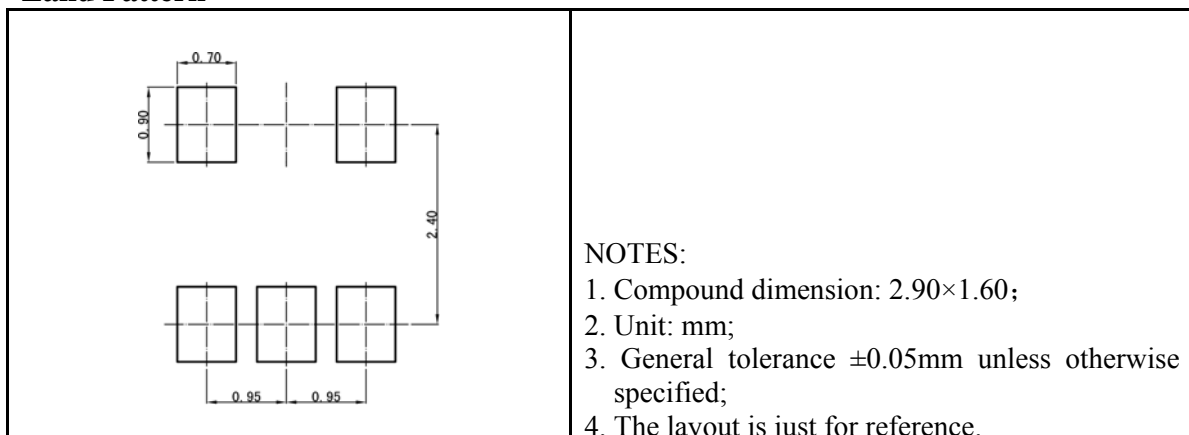 Land Pattern
0.70
0.90
2.40
0.95 0.95
NOTES:
1. Compound dimension: 2.90×1.60；
2. Unit: mm;
3. General tolerance ±0.05mm unless otherwise
specified;
4. The layout is just for reference.